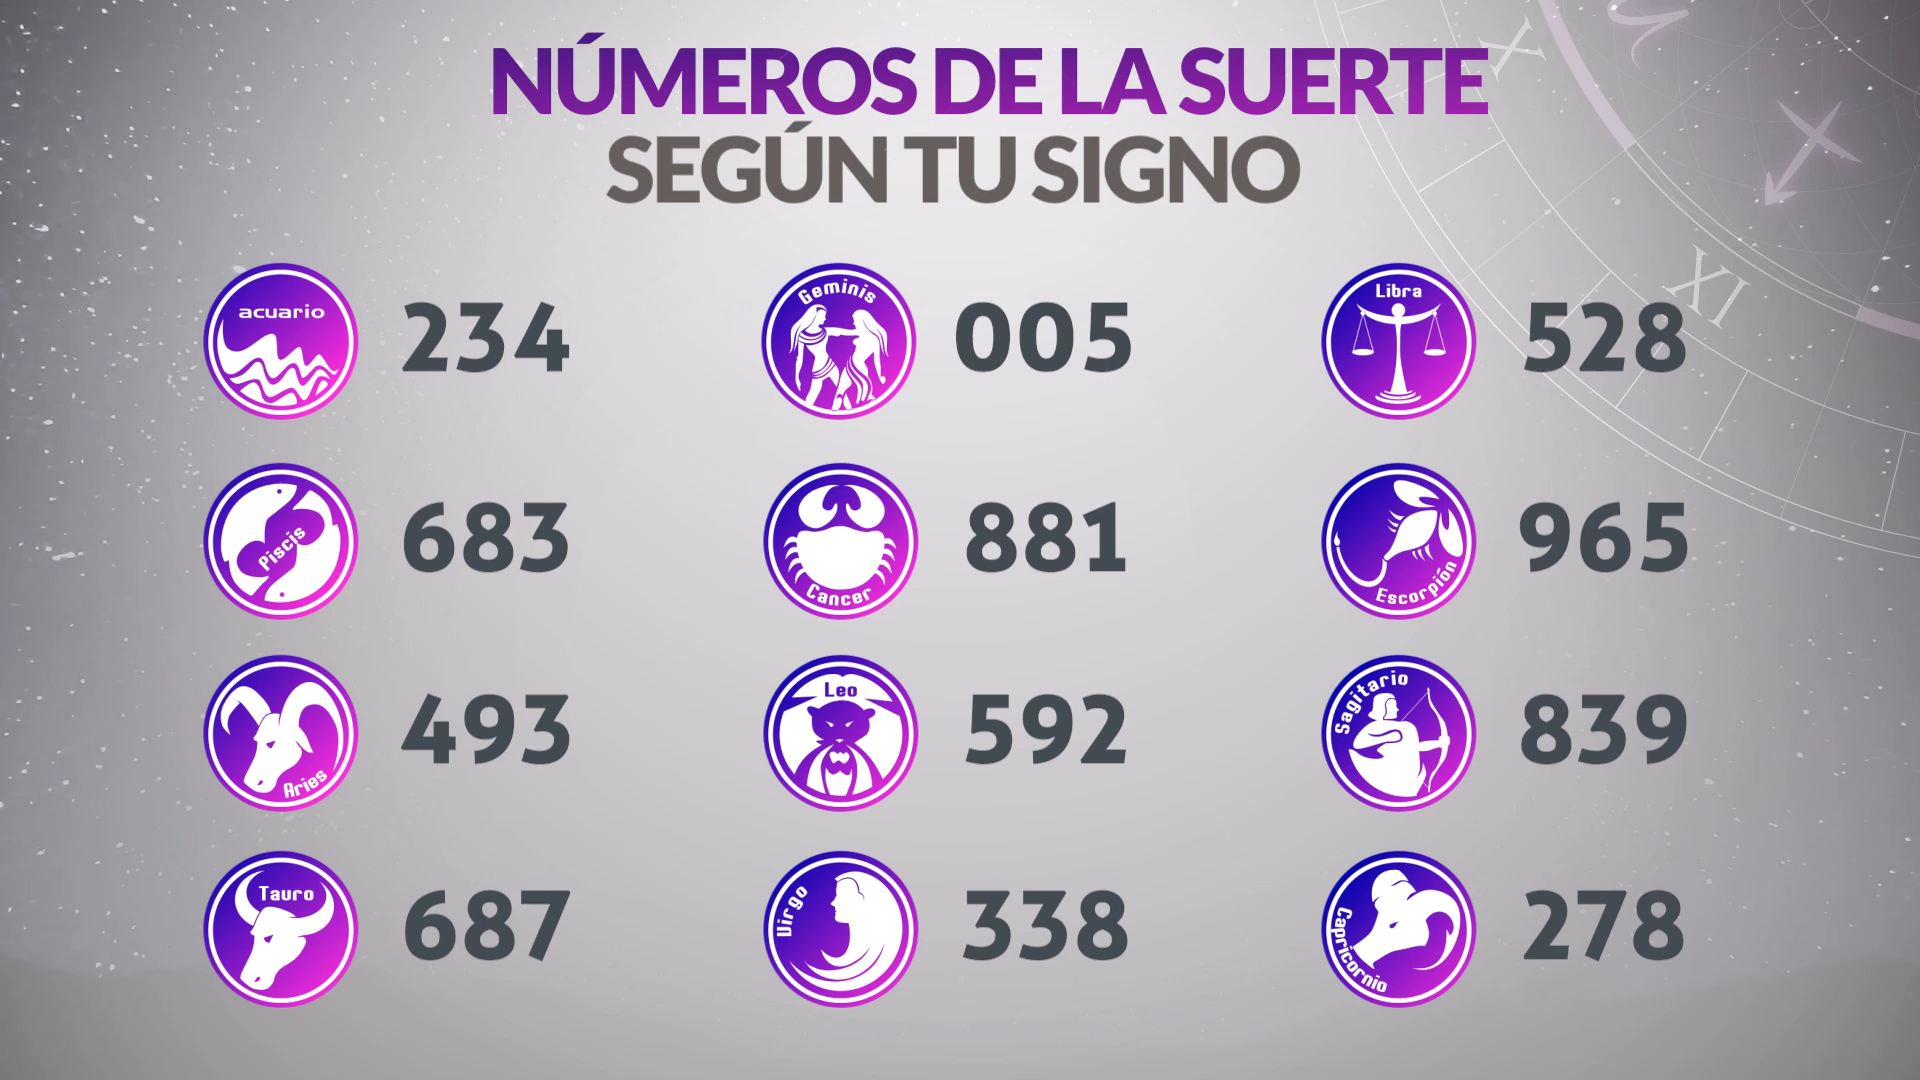 NÚMEROS DE LA SUERTE
SEGÚN TU SIGNO
acuario 234
Geminis 005
Libra 528
Piscis 683
Cancer 881
Escorpión 965
Aries 493
Leo 592
Sagitario 839
Tauro 687
Virgo 338
Capricornio 278
X
XI